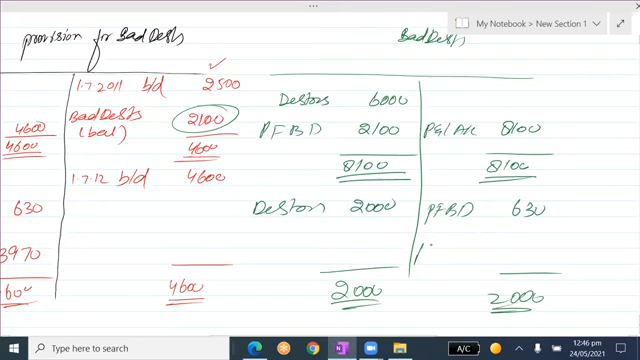 My Notebook > New Section 1
provision for Bad Debts
Bad Debts
1.7.2011 b/d 2500
Debtors 6000
Bad Debts 2100
(bal)
PFBD 2100
P&L A/C 8100
4600
4600
4600
8100
8100
1.7.12 b/d 4600
630
Debtors 2000
PFBD 630
3970
600
4600
2000
2000
Type here to search
A/C
12:46 pm
24/05/2021